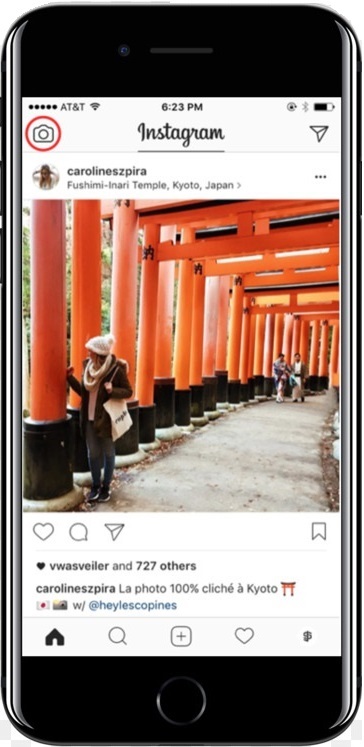 AT&T 6:23 PM
Instagram
carolineszpira
Fushimi-Inari Temple, Kyoto, Japan >
vwasveiler and 727 others
carolineszpira La photo 100% cliché à Kyoto ⛩
🇯🇵 📸 w/ @heylescopines